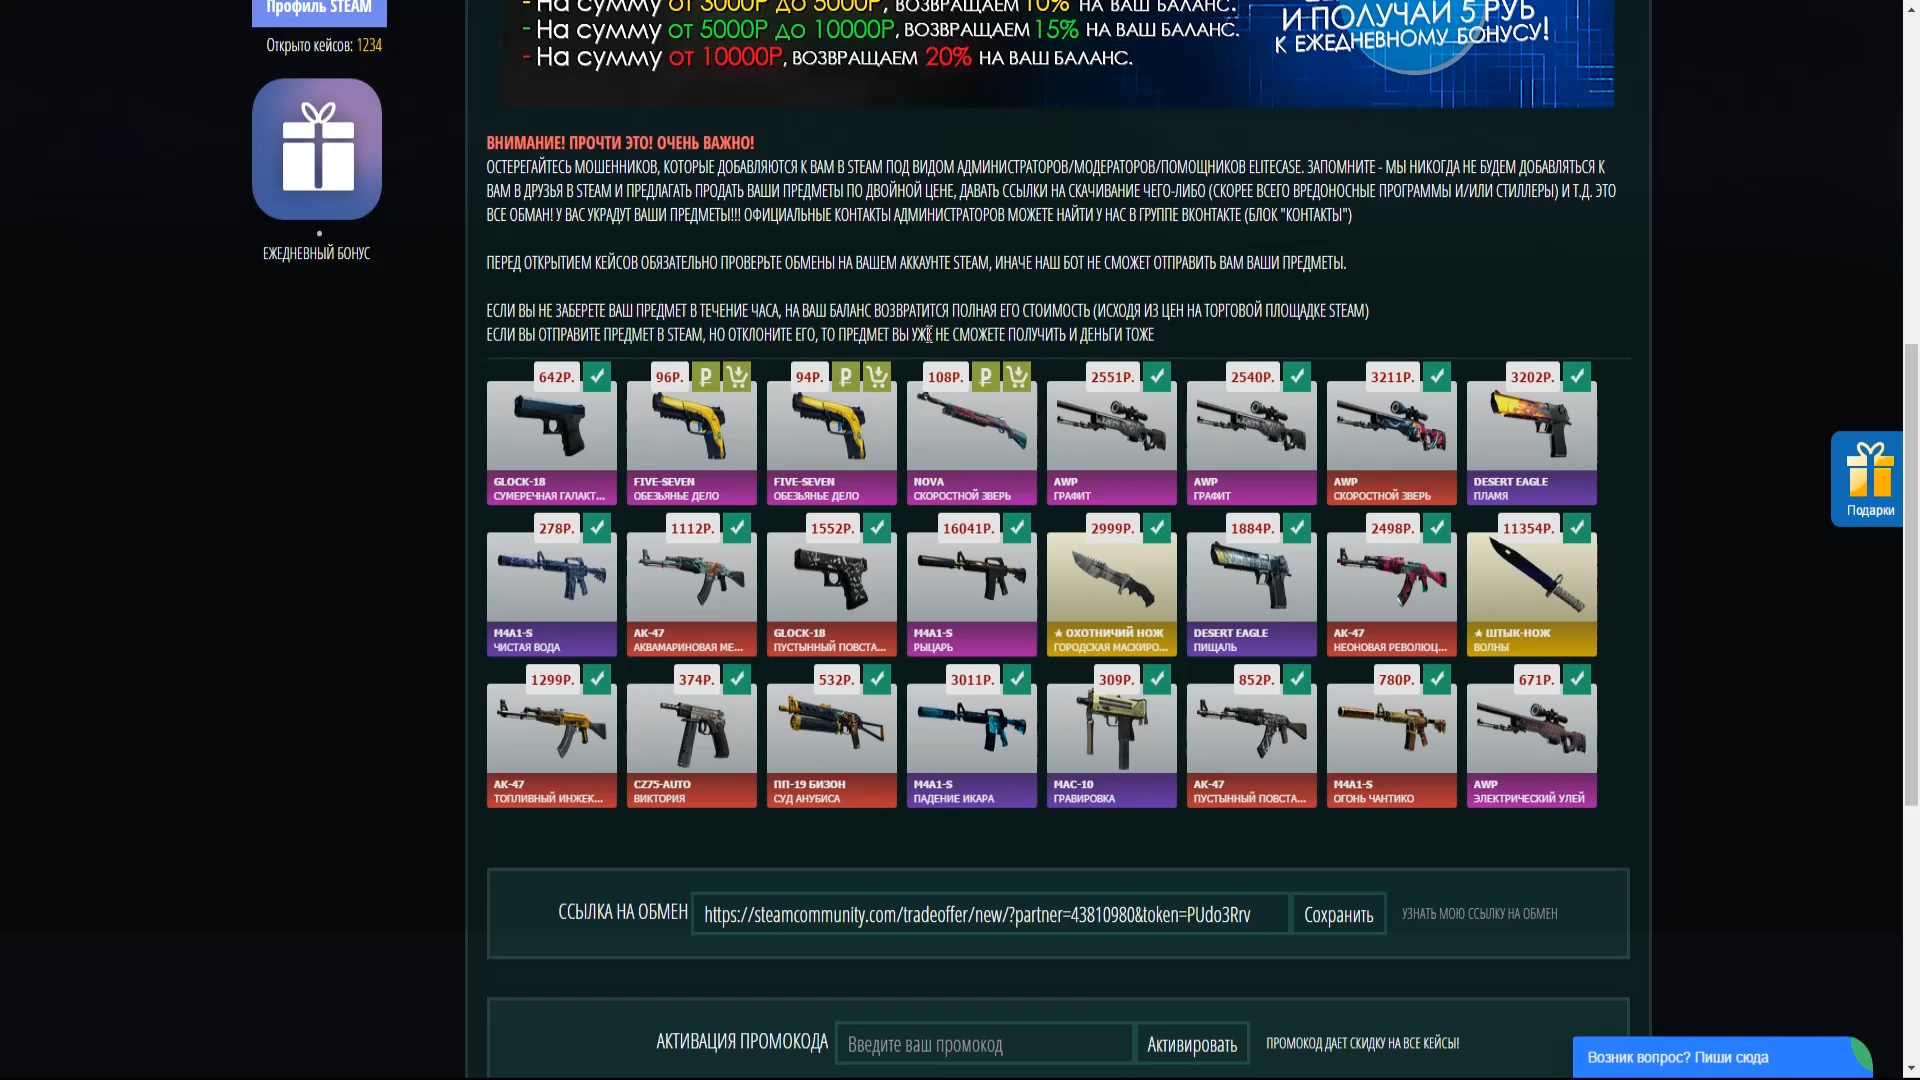 Профиль STEAM
Открыто кейсов: 1234
ЕЖЕДНЕВНЫЙ БОНУС
- На сумму от 3000Р до 5000Р, ВОЗВРАЩАЕМ 10% НА ВАШ БАЛАНС.
- На сумму от 5000Р до 10000Р, ВОЗВРАЩАЕМ 15% НА ВАШ БАЛАНС.
- На сумму от 10000Р, ВОЗВРАЩАЕМ 20% НА ВАШ БАЛАНС.
И ПОЛУЧАЙ 5 РУБ
К ЕЖЕДНЕВНОМУ БОНУСУ!
ВНИМАНИЕ! ПРОЧТИ ЭТО! ОЧЕНЬ ВАЖНО!
ОСТЕРЕГАЙТЕСЬ МОШЕННИКОВ, КОТОРЫЕ ДОБАВЛЯЮТСЯ К ВАМ В STEAM ПОД ВИДОМ АДМИНИСТРАТОРОВ/МОДЕРАТОРОВ/ПОМОЩНИКОВ ELITECASE. ЗАПОМНИТЕ - МЫ НИКОГДА НЕ БУДЕМ ДОБАВЛЯТЬСЯ К
ВАМ В ДРУЗЬЯ В STEAM И ПРЕДЛАГАТЬ ПРОДАТЬ ВАШИ ПРЕДМЕТЫ ПО ДВОЙНОЙ ЦЕНЕ, ДАВАТЬ ССЫЛКИ НА СКАЧИВАНИЕ ЧЕГО-ЛИБО (СКОРЕЕ ВСЕГО ВРЕДОНОСНЫЕ ПРОГРАММЫ И/ИЛИ СТИЛЛЕРЫ) И Т.Д. ЭТО
ВСЕ ОБМАН! У ВАС УКРАДУТ ВАШИ ПРЕДМЕТЫ!!! ОФИЦИАЛЬНЫЕ КОНТАКТЫ АДМИНИСТРАТОРОВ МОЖЕТЕ НАЙТИ У НАС В ГРУППЕ ВКОНТАКТЕ (БЛОК "КОНТАКТЫ")
ПЕРЕД ОТКРЫТИЕМ КЕЙСОВ ОБЯЗАТЕЛЬНО ПРОВЕРЬТЕ ОБМЕНЫ НА ВАШЕМ АККАУНТЕ STEAM, ИНАЧЕ НАШ БОТ НЕ СМОЖЕТ ОТПРАВИТЬ ВАМ ВАШИ ПРЕДМЕТЫ.
ЕСЛИ ВЫ НЕ ЗАБЕРЕТЕ ВАШ ПРЕДМЕТ В ТЕЧЕНИЕ ЧАСА, НА ВАШ БАЛАНС ВОЗВРАТИТСЯ ПОЛНАЯ ЕГО СТОИМОСТЬ (ИСХОДЯ ИЗ ЦЕН НА ТОРГОВОЙ ПЛОЩАДКЕ STEAM)
ЕСЛИ ВЫ ОТПРАВИТЕ ПРЕДМЕТ В STEAM, НО ОТКЛОНИТЕ ЕГО, ТО ПРЕДМЕТ ВЫ УЖЕ НЕ СМОЖЕТЕ ПОЛУЧИТЬ И ДЕНЬГИ ТОЖЕ
642Р. 96Р. 94Р. 108Р. 2551Р. 2540Р. 3211Р. 3202Р.
GLOCK-18 FIVE-SEVEN FIVE-SEVEN NOVA AWP AWP AWP DESERT EAGLE
СУМЕРЕЧНАЯ ГАЛАКТ... ОБЕЗЬЯНЬЕ ДЕЛО ОБЕЗЬЯНЬЕ ДЕЛО СКОРОСТНОЙ ЗВЕРЬ ГРАФИТ ГРАФИТ СКОРОСТНОЙ ЗВЕРЬ ПЛАМЯ
278Р. 1112Р. 1552Р. 16041Р. 2999Р. 1884Р. 2498Р. 11354Р.
M4A1-S АК-47 GLOCK-18 M4A1-S ★ ОХОТНИЧИЙ НОЖ DESERT EAGLE АК-47 ★ ШТЫК-НОЖ
ЧИСТАЯ ВОДА АКВАМАРИНОВАЯ МЕ... ПУСТЫННЫЙ ПОВСТА... РЫЦАРЬ ГОРОДСКАЯ МАСКИРО... ПИЩАЛЬ НЕОНОВАЯ РЕВОЛЮЦ... ВОЛНЫ
1299Р. 374Р. 532Р. 3011Р. 309Р. 852Р. 780Р. 671Р.
АК-47 CZ75-AUTO ПП-19 БИЗОН M4A1-S MAC-10 АК-47 M4A1-S AWP
ТОПЛИВНЫЙ ИНЖЕК... ВИКТОРИЯ СУД АНУБИСА ПАДЕНИЕ ИКАРА ГРАВИРОВКА ПУСТЫННЫЙ ПОВСТА... ОГОНЬ ЧАНТИКО ЭЛЕКТРИЧЕСКИЙ УЛЕЙ
Подарки
ССЫЛКА НА ОБМЕН https://steamcommunity.com/tradeoffer/new/?partner=43810980&token=PUdo3Rrv Сохранить УЗНАТЬ МОЮ ССЫЛКУ НА ОБМЕН
АКТИВАЦИЯ ПРОМОКОДА Введите ваш промокод Активировать ПРОМОКОД ДАЕТ СКИДКУ НА ВСЕ КЕЙСЫ!
Возник вопрос? Пиши сюда